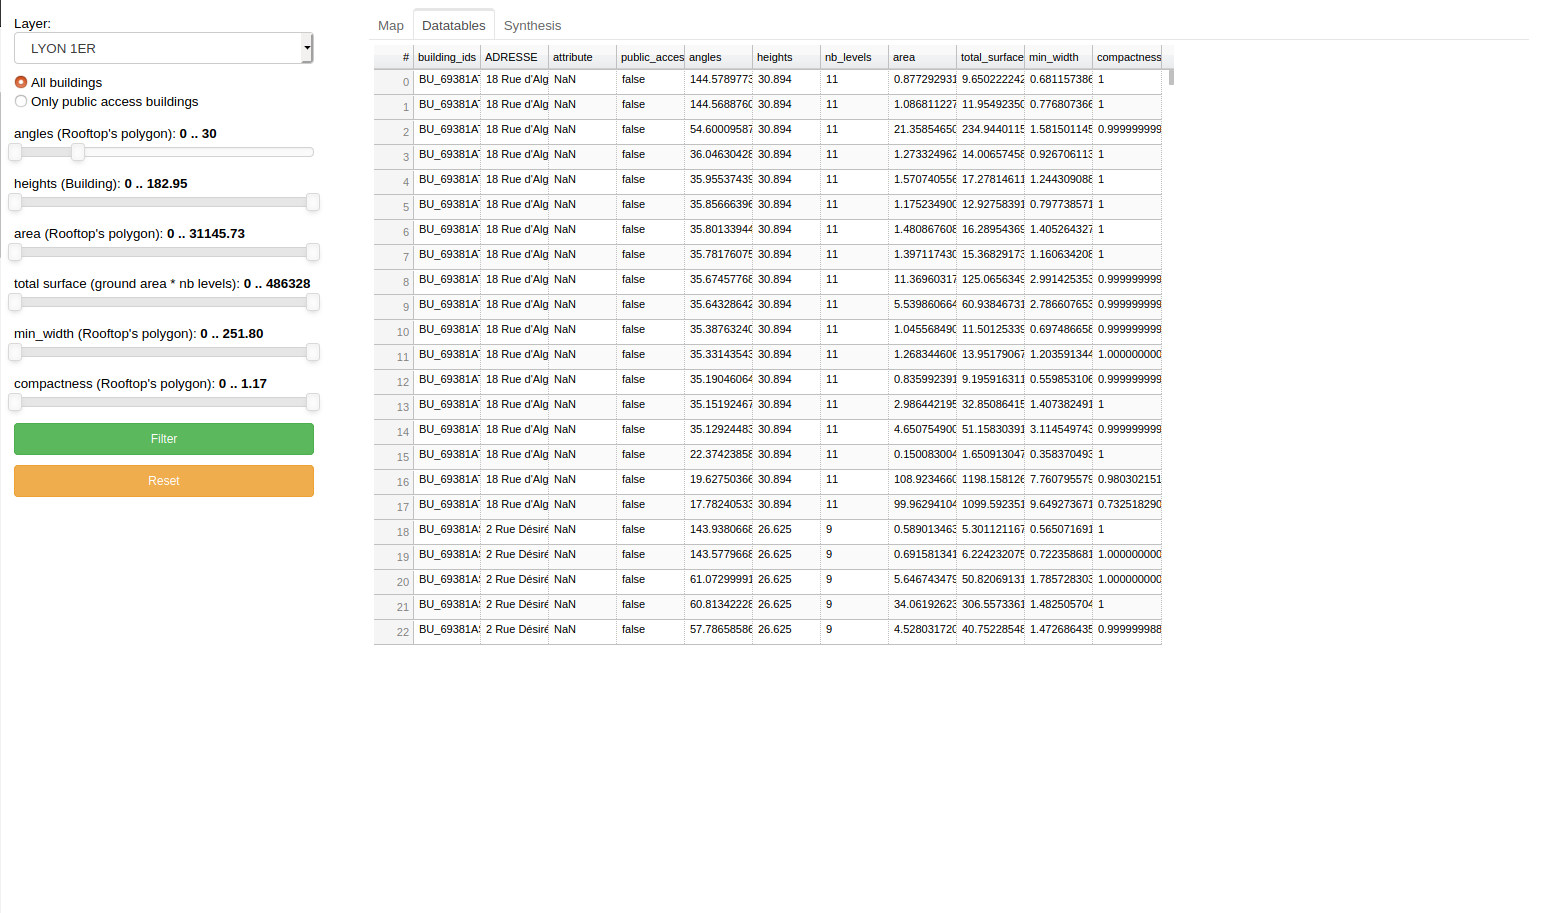 Layer:
LYON 1ER
All buildings
Only public access buildings
angles (Rooftop's polygon): 0 .. 30
heights (Building): 0 .. 182.95
area (Rooftop's polygon): 0 .. 31145.73
total surface (ground area * nb levels): 0 .. 486328
min_width (Rooftop's polygon): 0 .. 251.80
compactness (Rooftop's polygon): 0 .. 1.17
Filter
Reset
Map Datatables Synthesis
# building_ids ADRESSE attribute public_acces angles heights nb_levels area total_surface min_width compactness
0 BU_69381AT 18 Rue d'Alg NaN false 144.5789773 30.894 11 0.877292931 9.650222242 0.681157386 1
1 BU_69381AT 18 Rue d'Alg NaN false 144.5688760 30.894 11 1.086811227 11.95492350 0.776807366 1
2 BU_69381AT 18 Rue d'Alg NaN false 54.60009587 30.894 11 21.35854650 234.9440115 1.581501145 0.999999999
3 BU_69381AT 18 Rue d'Alg NaN false 36.04630428 30.894 11 1.273324962 14.00657458 0.926706113 1
4 BU_69381AT 18 Rue d'Alg NaN false 35.95537439 30.894 11 1.570740556 17.27814611 1.244309088 1
5 BU_69381AT 18 Rue d'Alg NaN false 35.85666396 30.894 11 1.175234900 12.92758391 0.797738571 1
6 BU_69381AT 18 Rue d'Alg NaN false 35.80133944 30.894 11 1.480867608 16.28954369 1.405264327 1
7 BU_69381AT 18 Rue d'Alg NaN false 35.78176075 30.894 11 1.397117430 15.36829173 1.160634208 1
8 BU_69381AT 18 Rue d'Alg NaN false 35.67457768 30.894 11 11.36960317 125.0656349 2.991425353 0.999999999
9 BU_69381AT 18 Rue d'Alg NaN false 35.64328642 30.894 11 5.539860664 60.93846731 2.786607653 0.999999999
10 BU_69381AT 18 Rue d'Alg NaN false 35.38763240 30.894 11 1.045568490 11.50125339 0.697486658 0.999999999
11 BU_69381AT 18 Rue d'Alg NaN false 35.33143543 30.894 11 1.268344606 13.95179067 1.203591344 1.000000000
12 BU_69381AT 18 Rue d'Alg NaN false 35.19046064 30.894 11 0.835992391 9.195916311 0.559853106 0.999999999
13 BU_69381AT 18 Rue d'Alg NaN false 35.15192467 30.894 11 2.986442195 32.85086415 1.407382491 1
14 BU_69381AT 18 Rue d'Alg NaN false 35.12924483 30.894 11 4.650754900 51.15830391 3.114549743 0.999999999
15 BU_69381AT 18 Rue d'Alg NaN false 22.37423858 30.894 11 0.150083004 1.650913047 0.358370493 1
16 BU_69381AT 18 Rue d'Alg NaN false 19.62750366 30.894 11 108.9234660 1198.158126 7.760795579 0.980302151
17 BU_69381AT 18 Rue d'Alg NaN false 17.78240533 30.894 11 99.96294104 1099.592351 9.649273671 0.732518290
18 BU_69381AS 2 Rue Désiré NaN false 143.9380668 26.625 9 0.589013463 5.301121167 0.565071691 1
19 BU_69381AS 2 Rue Désiré NaN false 143.5779668 26.625 9 0.691581341 6.224232075 0.722358681 1.000000000
20 BU_69381AS 2 Rue Désiré NaN false 61.07299991 26.625 9 5.646743479 50.82069131 1.785728303 1.000000000
21 BU_69381AS 2 Rue Désiré NaN false 60.81342228 26.625 9 34.06192623 306.5573361 1.482505704 1
22 BU_69381AS 2 Rue Désiré NaN false 57.78658586 26.625 9 4.528031720 40.75228548 1.472686435 0.999999988